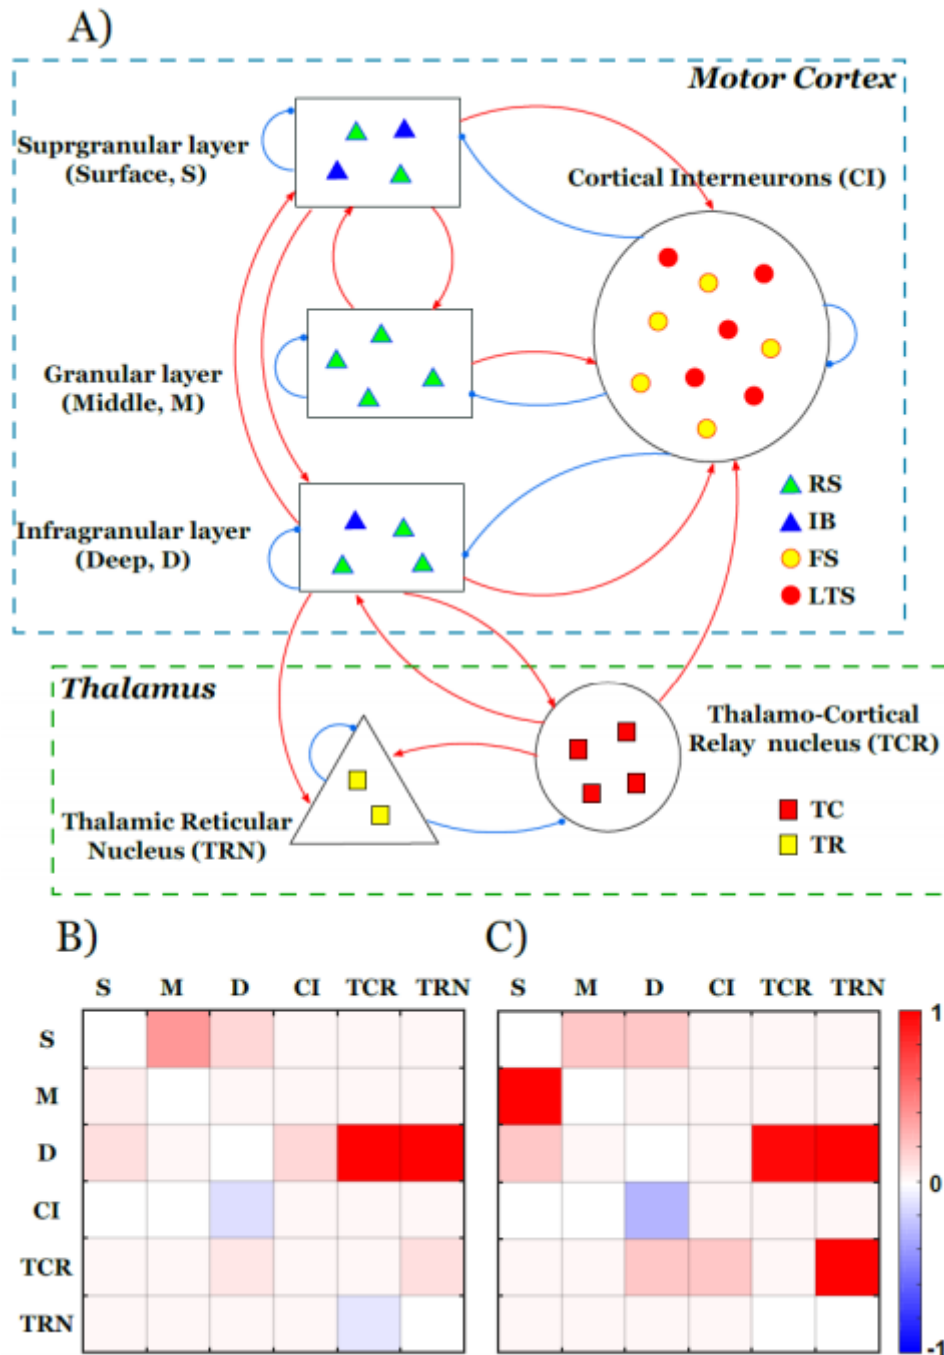 A)
Motor Cortex
Suprgranular layer
(Surface, S)
Cortical Interneurons (CI)
Granular layer
(Middle, M)
Infragranular layer
(Deep, D)
RS
IB
FS
LTS
Thalamus
Thalamo-Cortical
Relay nucleus (TCR)
Thalamic Reticular
Nucleus (TRN)
TC
TR
B)
C)
S M D CI TCR TRN
S M D CI TCR TRN
S
M
D
CI
TCR
TRN
1
0
-1